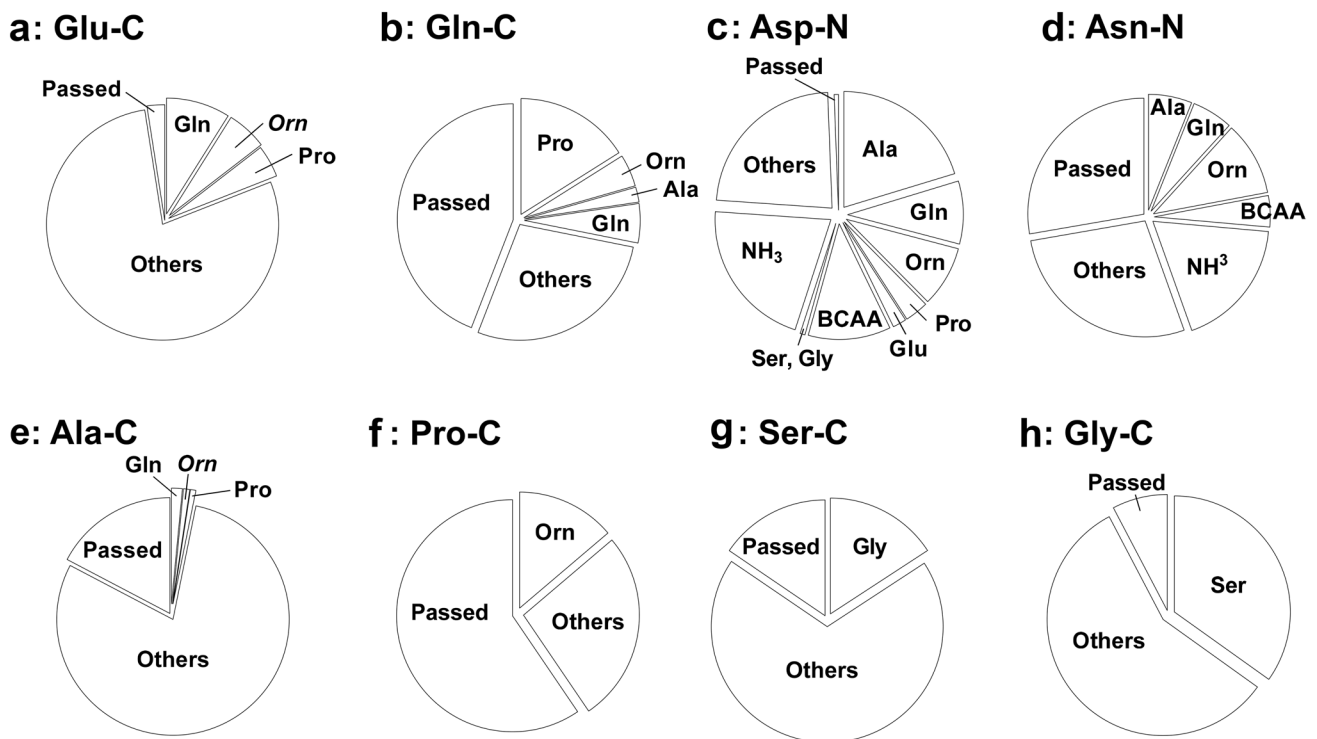 a: Glu-C
Passed
Gln
Orn
Pro
Others
b: Gln-C
Pro
Orn
Ala
Gln
Others
Passed
c: Asp-N
Passed
Ala
Gln
Orn
Pro
Glu
BCAA
Ser, Gly
NH₃
Others
d: Asn-N
Ala
Gln
Orn
BCAA
NH³
Others
Passed
e: Ala-C
Gln
Orn
Pro
Passed
Others
f: Pro-C
Orn
Others
Passed
g: Ser-C
Passed
Gly
Others
h: Gly-C
Passed
Ser
Others